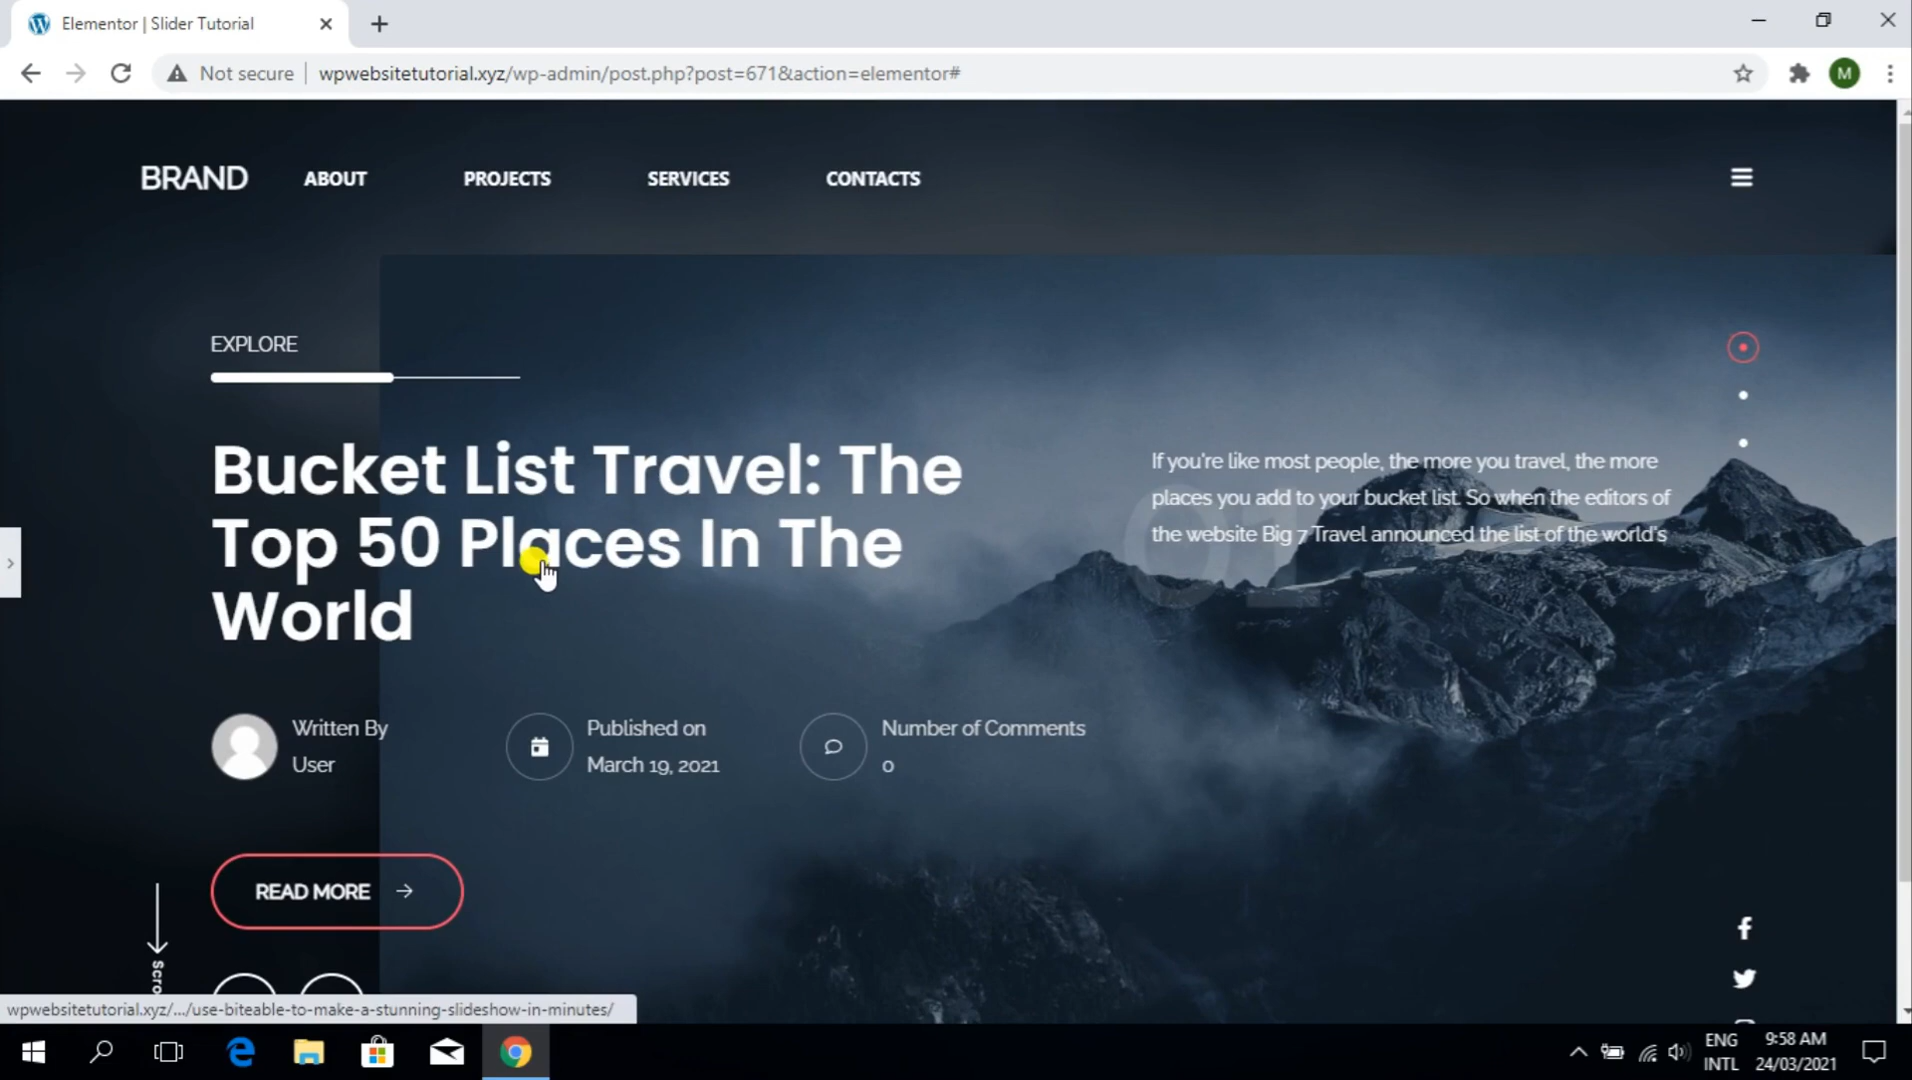 Elementor | Slider Tutorial
Not secure
wpwebsitetutorial.xyz/wp-admin/post.php?post=671&action=elementor#
M
BRAND ABOUT PROJECTS SERVICES CONTACTS
EXPLORE
Bucket List Travel: The
Top 50 Places In The
World
01
If you're like most people, the more you travel, the more
places you add to your bucket list. So when the editors of
the website Big 7 Travel announced the list of the world's
Written By
User
Published on
March 19, 2021
Number of Comments
0
READ MORE
Scro
wpwebsitetutorial.xyz/.../use-biteable-to-make-a-stunning-slideshow-in-minutes/
ENG
INTL
9:58 AM
24/03/2021